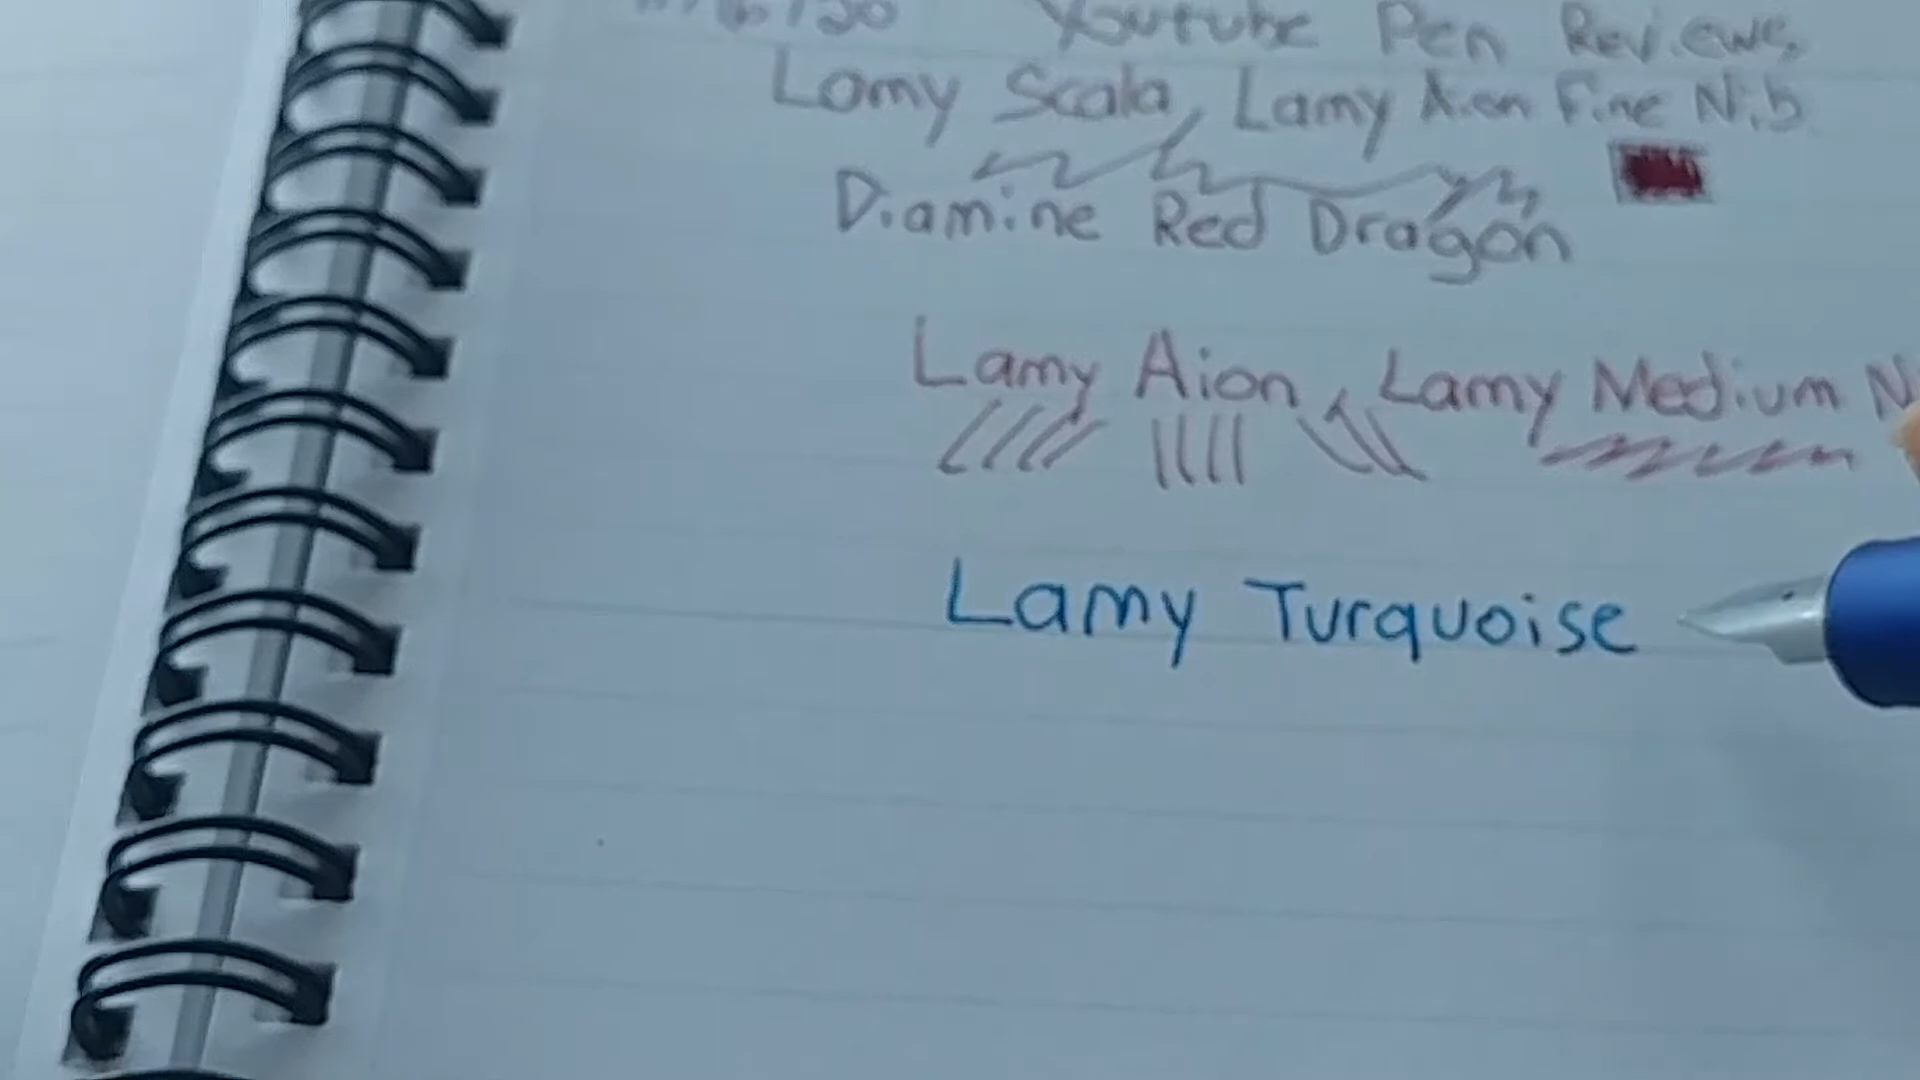 Youtube Pen Reviews
Lamy Scala, Lamy Aion Fine Nib
Diamine Red Dragon
Lamy Aion, Lamy Medium N
Lamy Turquoise